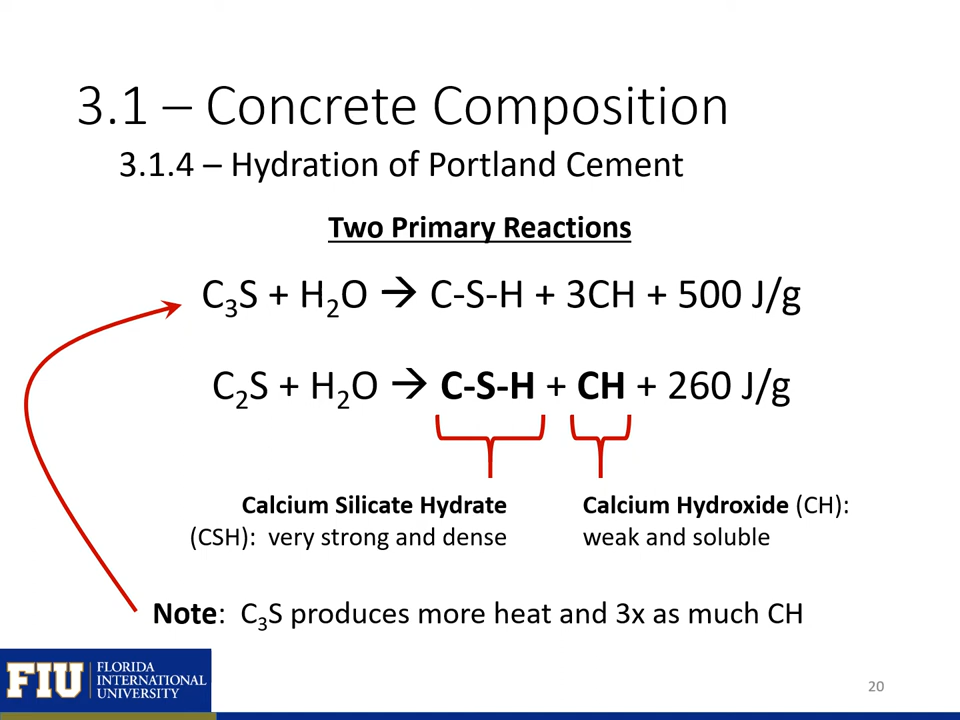 3.1 – Concrete Composition
3.1.4 – Hydration of Portland Cement
Two Primary Reactions
C₃S + H₂O → C-S-H + 3CH + 500 J/g
C₂S + H₂O → C-S-H + CH + 260 J/g
Calcium Silicate Hydrate
(CSH): very strong and dense
Calcium Hydroxide (CH):
weak and soluble
Note: C₃S produces more heat and 3x as much CH
FIU
FLORIDA
INTERNATIONAL
UNIVERSITY
20